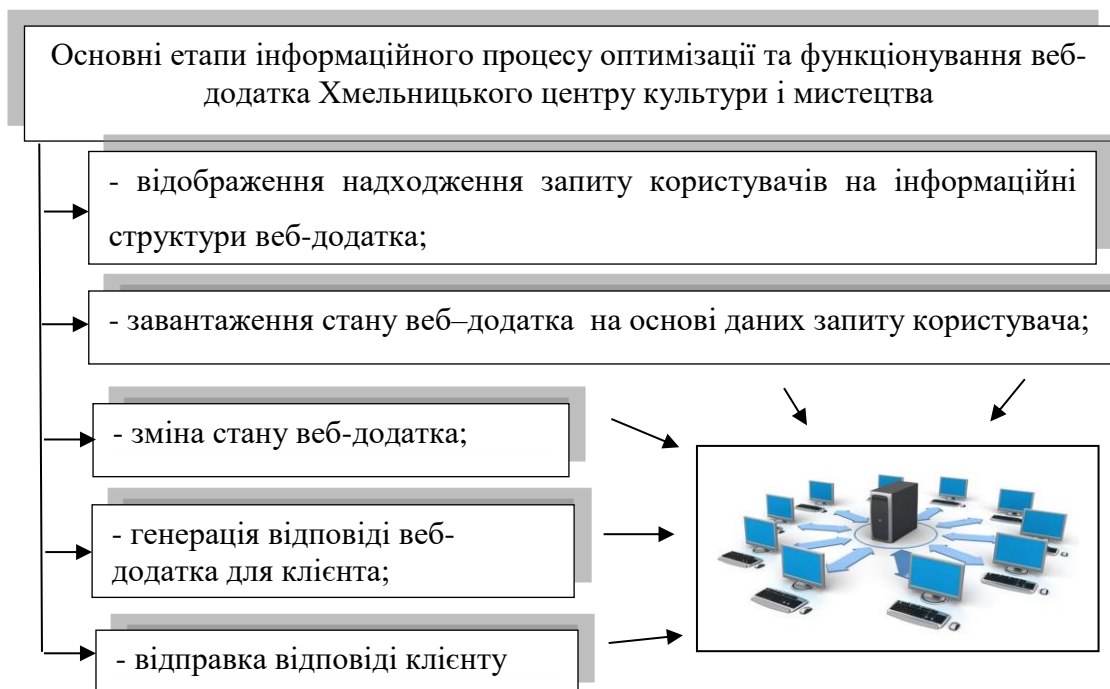 Основні етапи інформаційного процесу оптимізації та функціонування веб-
додатка Хмельницького центру культури і мистецтва
- відображення надходження запиту користувачів на інформаційні
структури веб-додатка;
- завантаження стану веб–додатка на основі даних запиту користувача;
- зміна стану веб-додатка;
- генерація відповіді веб-
додатка для клієнта;
- відправка відповіді клієнту